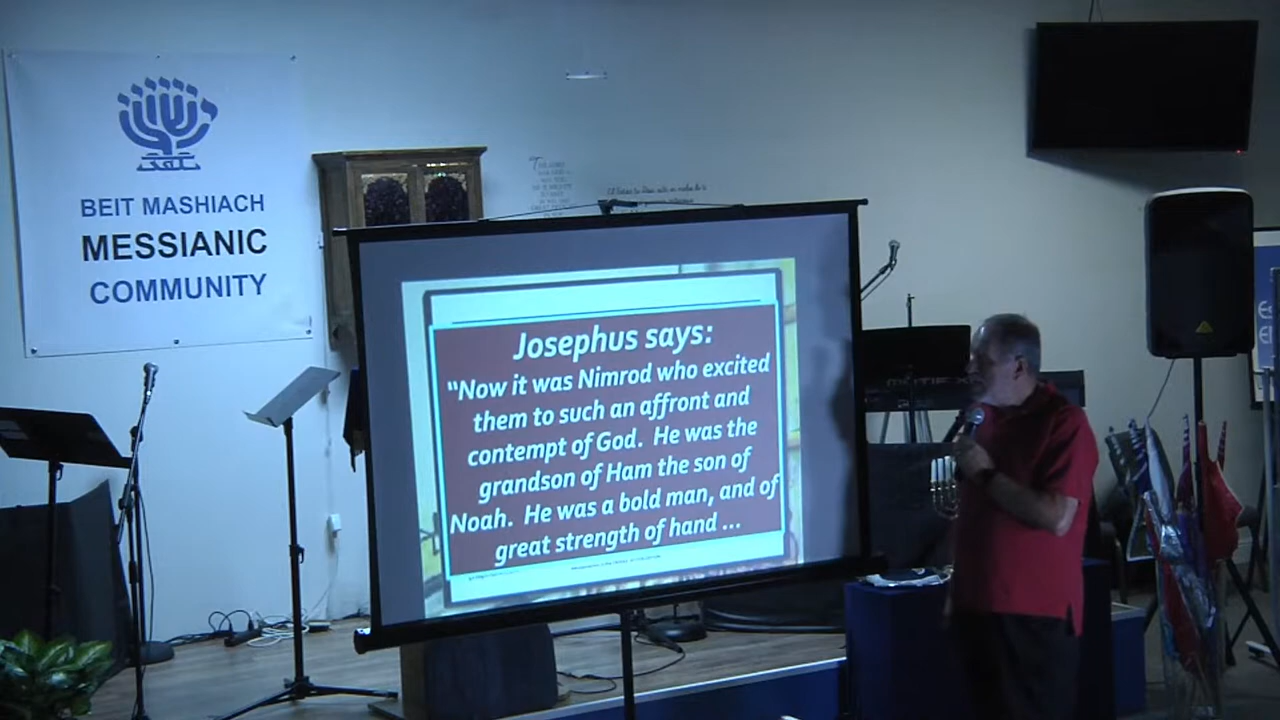 BEIT MASHIACH
MESSIANIC
COMMUNITY
Josephus says:
"Now it was Nimrod who excited
them to such an affront and
contempt of God. He was the
grandson of Ham the son of
Noah. He was a bold man, and of
great strength of hand ...